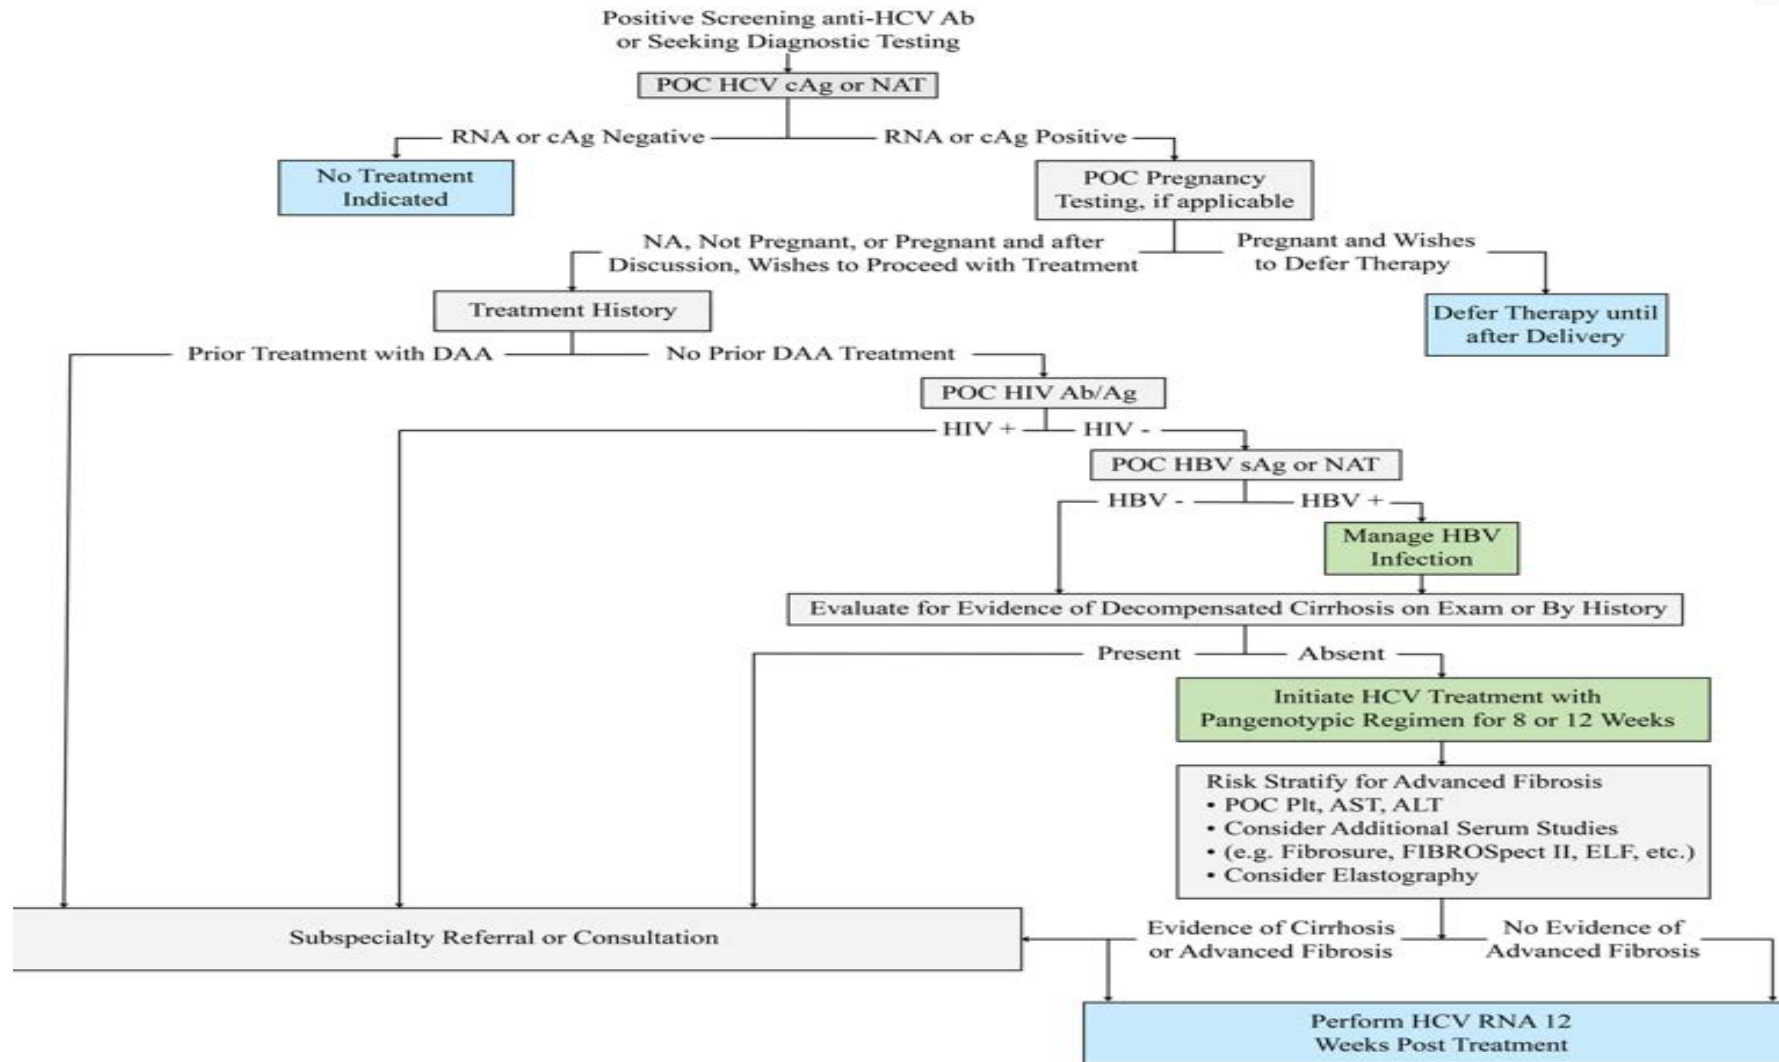 Positive Screening anti-HCV Ab
or Seeking Diagnostic Testing
POC HCV cAg or NAT
RNA or cAg Negative
RNA or cAg Positive
No Treatment
Indicated
POC Pregnancy
Testing, if applicable
NA, Not Pregnant, or Pregnant and after
Discussion, Wishes to Proceed with Treatment
Pregnant and Wishes
to Defer Therapy
Treatment History
Defer Therapy until
after Delivery
Prior Treatment with DAA
No Prior DAA Treatment
POC HIV Ab/Ag
HIV +
HIV -
POC HBV sAg or NAT
HBV -
HBV +
Manage HBV
Infection
Evaluate for Evidence of Decompensated Cirrhosis on Exam or By History
Present
Absent
Initiate HCV Treatment with
Pangenotypic Regimen for 8 or 12 Weeks
Risk Stratify for Advanced Fibrosis
• POC Plt, AST, ALT
• Consider Additional Serum Studies
• (e.g. Fibrosure, FIBROSpect II, ELF, etc.)
• Consider Elastography
Subspecialty Referral or Consultation
Evidence of Cirrhosis
or Advanced Fibrosis
No Evidence of
Advanced Fibrosis
Perform HCV RNA 12
Weeks Post Treatment